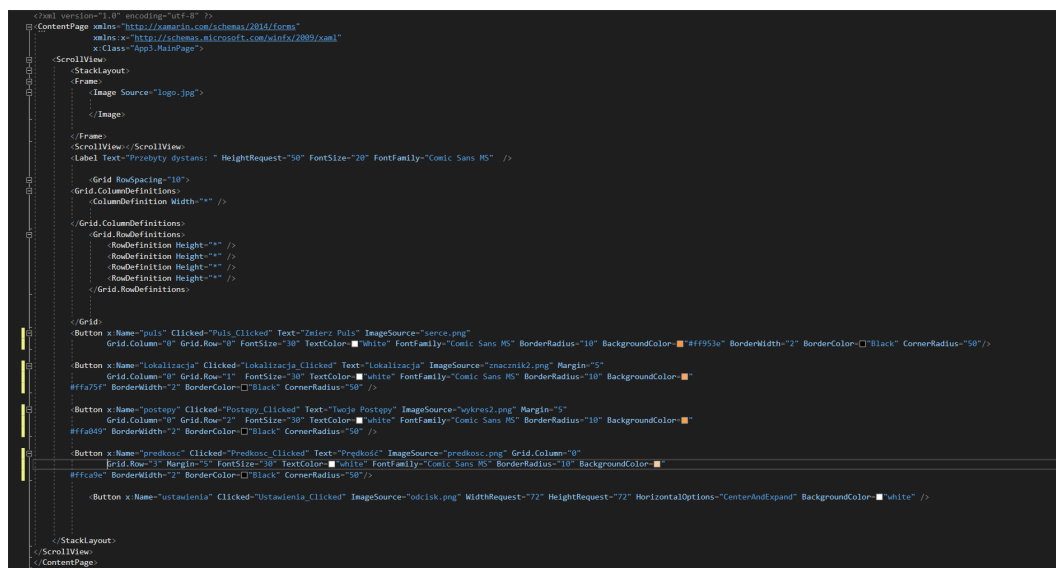 <?xml version="1.0" encoding="utf-8" ?>
<ContentPage xmlns="http://xamarin.com/schemas/2014/forms"
xmlns:x="http://schemas.microsoft.com/winfx/2009/xaml"
x:Class="App3.MainPage">
<ScrollView>
<StackLayout>
<Frame>
<Image Source="logo.jpg">
</Image>
</Frame>
<ScrollView></ScrollView>
<Label Text="Przebyty dystans: " HeightRequest="50" FontSize="20" FontFamily="Comic Sans MS"  />
<Grid RowSpacing="10">
<Grid.ColumnDefinitions>
<ColumnDefinition Width="*" />
</Grid.ColumnDefinitions>
<Grid.RowDefinitions>
<RowDefinition Height="*" />
<RowDefinition Height="*" />
<RowDefinition Height="*" />
<RowDefinition Height="*" />
</Grid.RowDefinitions>
</Grid>
<Button x:Name="puls" Clicked="Puls_Clicked" Text="Zmierz Puls" ImageSource="serce.png"
Grid.Column="0" Grid.Row="0" FontSize="30" TextColor="White" FontFamily="Comic Sans MS" BorderRadius="10" BackgroundColor="#ff953e" BorderWidth="2" BorderColor="Black" CornerRadius="50"/>
<Button x:Name="Lokalizacja" Clicked="Lokalizacja_Clicked" Text="Lokalizacja" ImageSource="znacznik2.png" Margin="5"
Grid.Column="0" Grid.Row="1"  FontSize="30" TextColor="white" FontFamily="Comic Sans MS" BorderRadius="10" BackgroundColor="
#ffa75f" BorderWidth="2" BorderColor="Black" CornerRadius="50" />
<Button x:Name="postepy" Clicked="Postepy_Clicked" Text="Twoje Postępy" ImageSource="wykres2.png" Margin="5"
Grid.Column="0" Grid.Row="2"  FontSize="30" TextColor="white" FontFamily="Comic Sans MS" BorderRadius="10" BackgroundColor="
#ffa049" BorderWidth="2" BorderColor="Black" CornerRadius="50" />
<Button x:Name="predkosc" Clicked="Predkosc_Clicked" Text="Prędkość" ImageSource="predkosc.png" Grid.Column="0"
Grid.Row="3" Margin="5" FontSize="30" TextColor="white" FontFamily="Comic Sans MS" BorderRadius="10" BackgroundColor="
#ffca9e" BorderWidth="2" BorderColor="Black" CornerRadius="50"/>
<Button x:Name="ustawienia" Clicked="Ustawienia_Clicked" ImageSource="odcisk.png" WidthRequest="72" HeightRequest="72" HorizontalOptions="CenterAndExpand" BackgroundColor="white" />
</StackLayout>
</ScrollView>
</ContentPage>